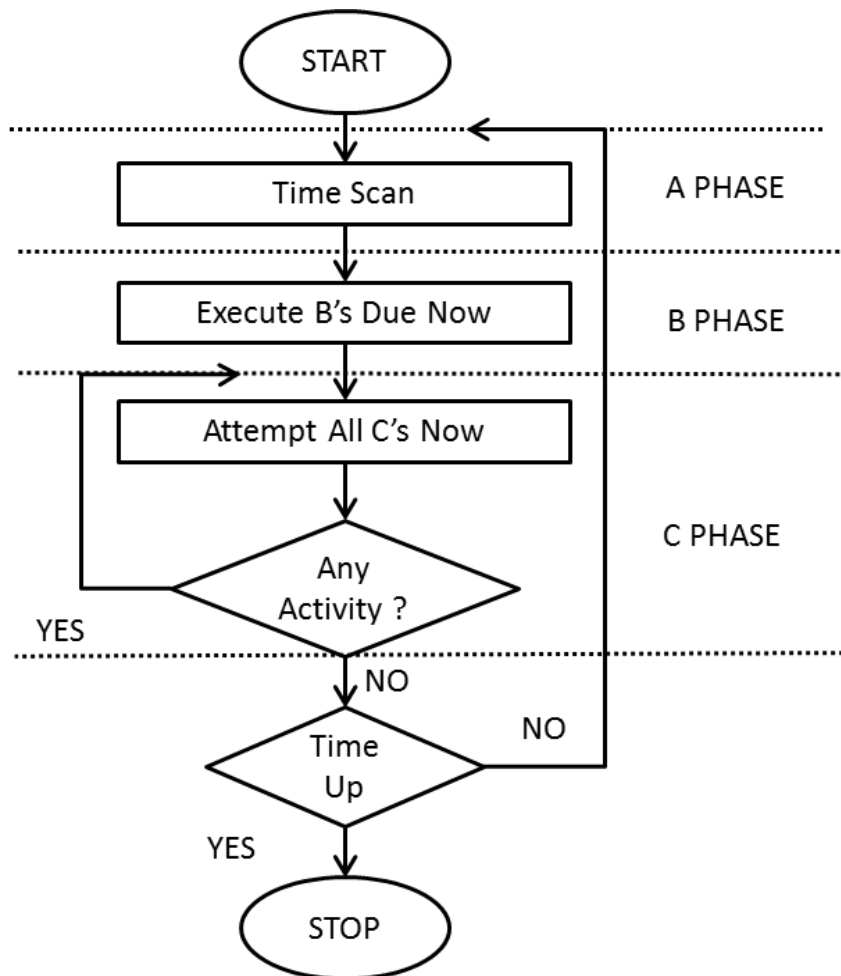 START
Time Scan
A PHASE
Execute B's Due Now
B PHASE
Attempt All C's Now
C PHASE
Any
Activity ?
YES
NO
NO
Time
Up
YES
STOP